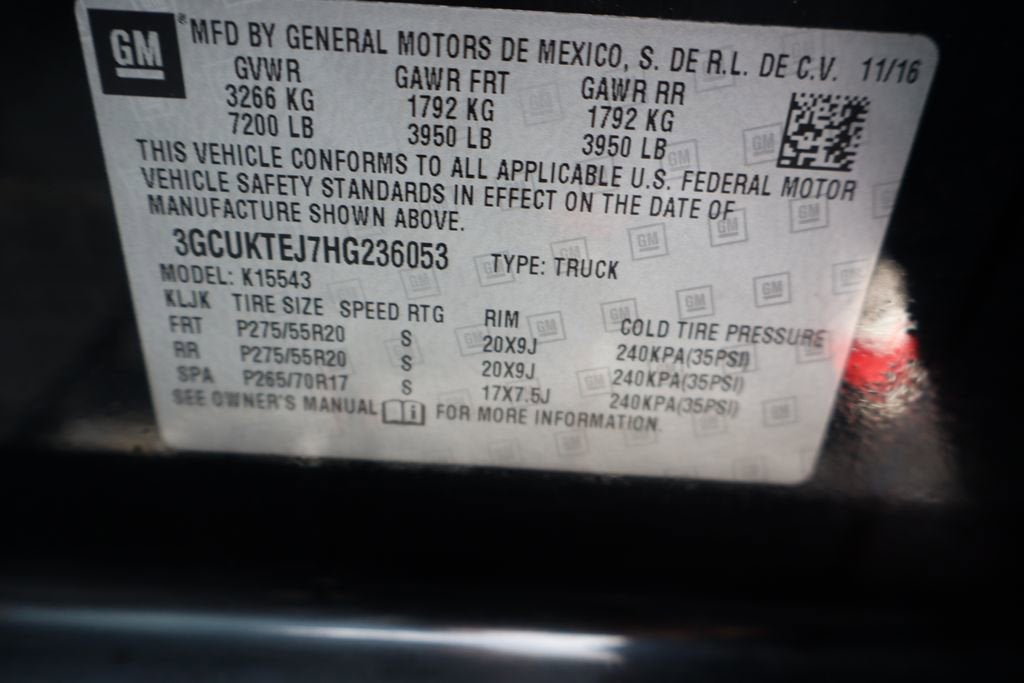 GM ® MFD BY GENERAL MOTORS DE MEXICO, S. DE R.L. DE C.V. 11/16
GVWR GAWR FRT GAWR RR
3266 KG 1792 KG 1792 KG
7200 LB 3950 LB 3950 LB
THIS VEHICLE CONFORMS TO ALL APPLICABLE U.S. FEDERAL MOTOR
VEHICLE SAFETY STANDARDS IN EFFECT ON THE DATE OF
MANUFACTURE SHOWN ABOVE.
3GCUKTEJ7HG236053 TYPE: TRUCK
MODEL: K15543
KLJK TIRE SIZE SPEED RTG RIM COLD TIRE PRESSURE
FRT P275/55R20 S 20X9J 240KPA(35PSI)
RR P275/55R20 S 20X9J 240KPA(35PSI)
SPA P265/70R17 S 17X7.5J 240KPA(35PSI)
SEE OWNER'S MANUAL FOR MORE INFORMATION.